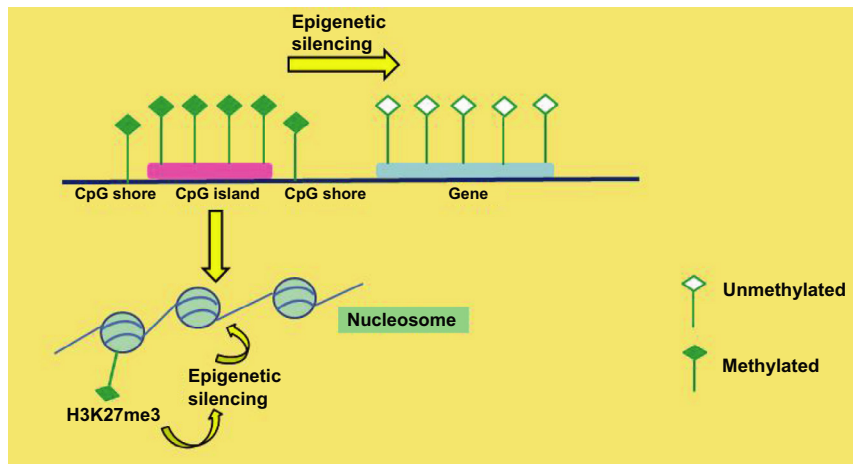 Epigenetic
silencing
CpG shore
CpG island
CpG shore
Gene
Unmethylated
Nucleosome
Methylated
Epigenetic
silencing
H3K27me3